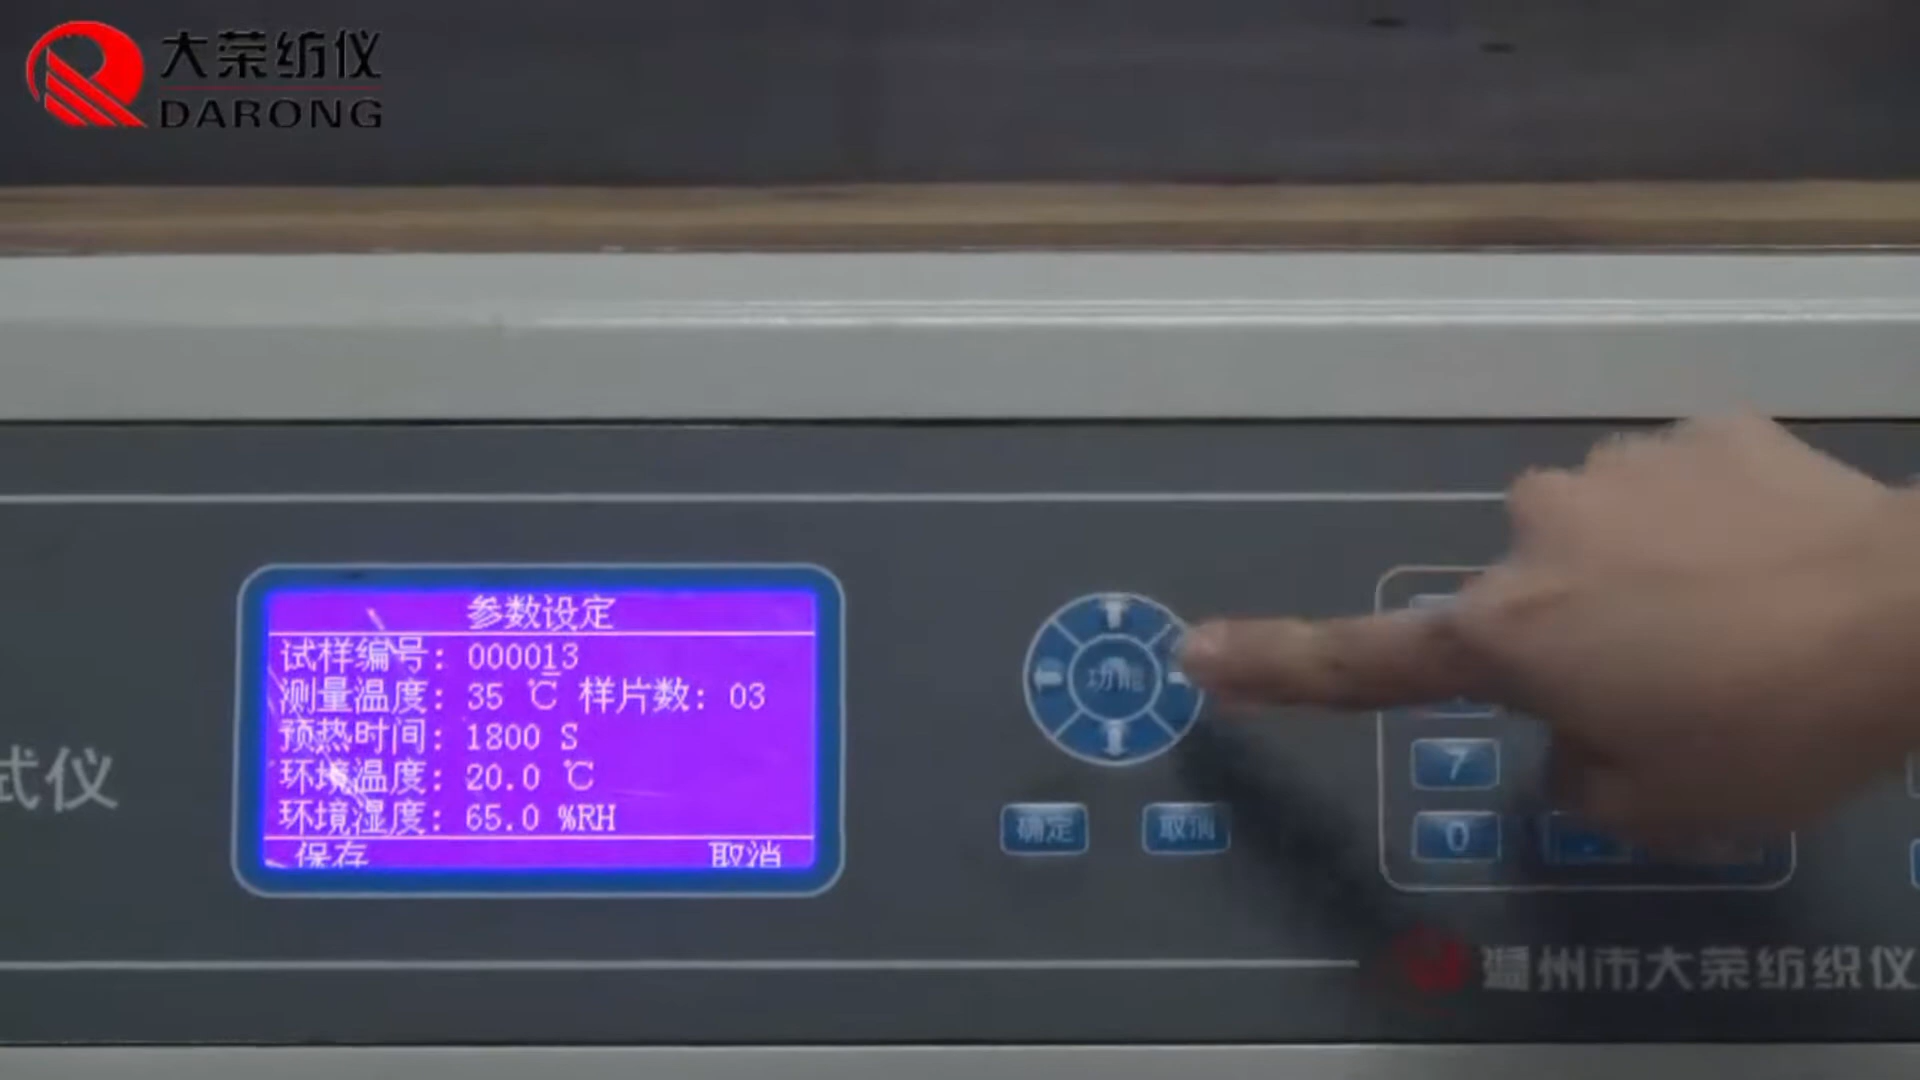 大荣纺仪
DARONG
参数设定
试样编号: 000013
测量温度: 35 ℃ 样片数: 03
预热时间: 1800 S
环境温度: 20.0 ℃
环境湿度: 65.0 %RH
保存 取消
式仪
功能
确定 取消
7
0
温州市大荣纺织仪